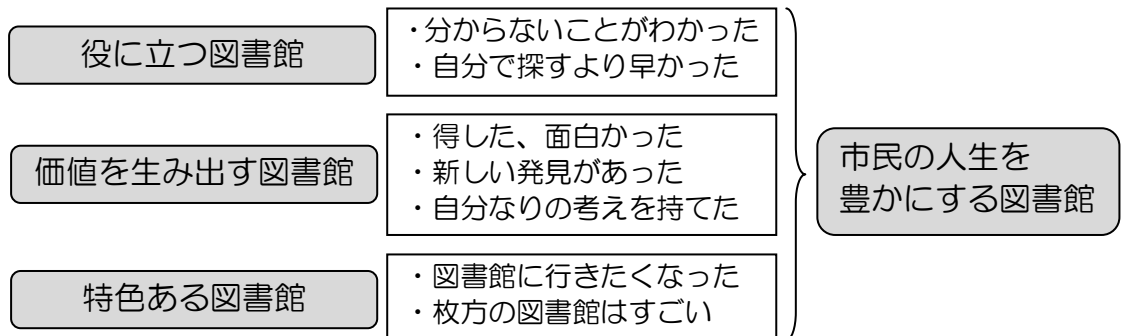 役に立つ図書館
・分からないことがわかった
・自分で探すより早かった
価値を生み出す図書館
・得した、面白かった
・新しい発見があった
・自分なりの考えを持てた
特色ある図書館
・図書館に行きたくなった
・枚方の図書館はすごい
市民の人生を
豊かにする図書館